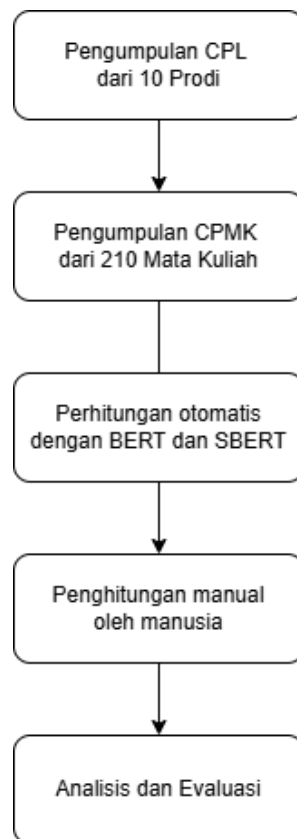 Pengumpulan CPL
dari 10 Prodi
Pengumpulan CPMK
dari 210 Mata Kuliah
Perhitungan otomatis
dengan BERT dan SBERT
Penghitungan manual
oleh manusia
Analisis dan Evaluasi